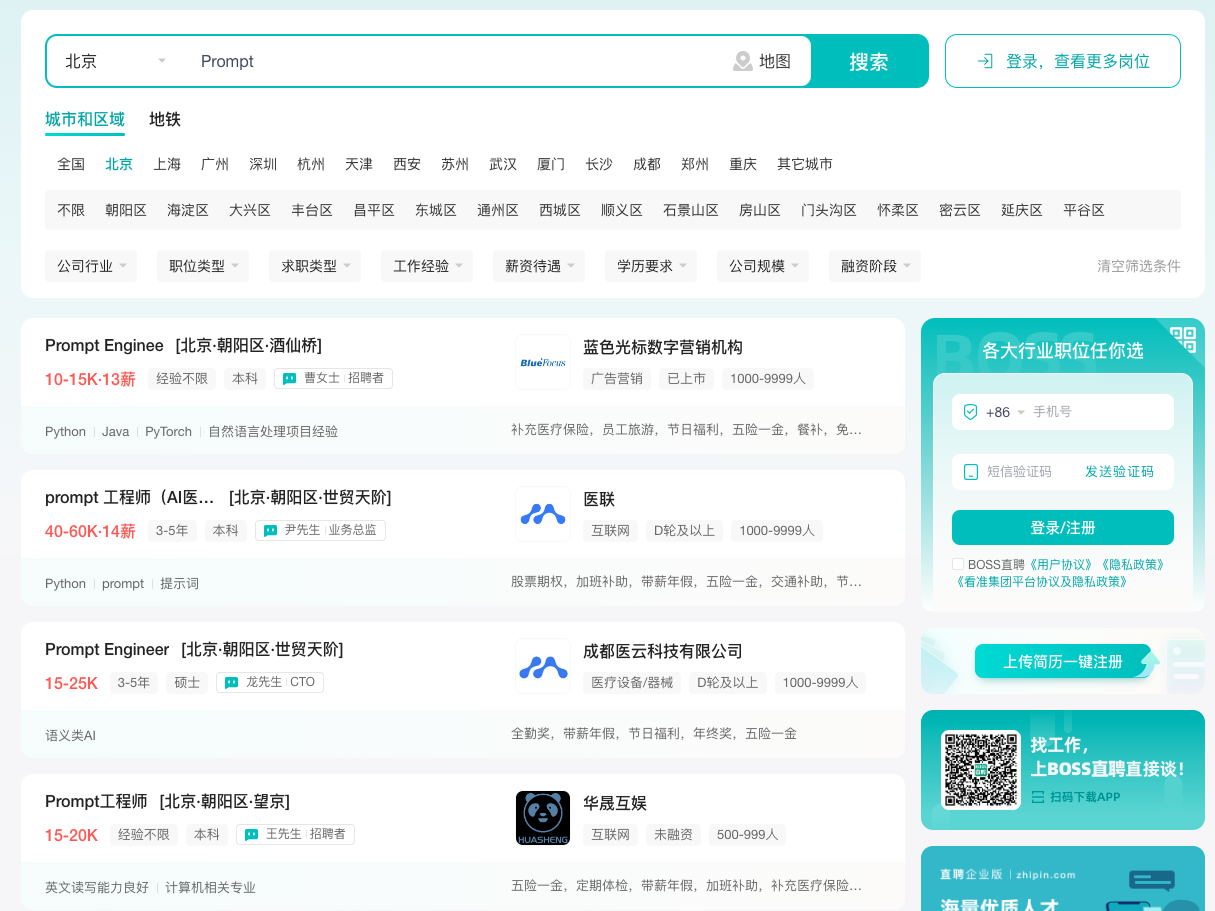 北京 Prompt 地图 搜索 登录，查看更多岗位
城市和区域 地铁
全国 北京 上海 广州 深圳 杭州 天津 西安 苏州 武汉 厦门 长沙 成都 郑州 重庆 其它城市
不限 朝阳区 海淀区 大兴区 丰台区 昌平区 东城区 通州区 西城区 顺义区 石景山区 房山区 门头沟区 怀柔区 密云区 延庆区 平谷区
公司行业 职位类型 求职类型 工作经验 薪资待遇 学历要求 公司规模 融资阶段 清空筛选条件
Prompt Enginee [北京·朝阳区·酒仙桥]
10-15K·13薪 经验不限 本科 曹女士 招聘者
BlueFocus
蓝色光标数字营销机构
广告营销 已上市 1000-9999人
Python Java PyTorch 自然语言处理项目经验
补充医疗保险，员工旅游，节日福利，五险一金，餐补，免...
prompt 工程师（AI医... [北京·朝阳区·世贸天阶]
40-60K·14薪 3-5年 本科 尹先生 业务总监
医联
互联网 D轮及以上 1000-9999人
Python prompt 提示词
股票期权，加班补助，带薪年假，五险一金，交通补助，节...
Prompt Engineer [北京·朝阳区·世贸天阶]
15-25K 3-5年 硕士 龙先生 CTO
成都医云科技有限公司
医疗设备/器械 D轮及以上 1000-9999人
语义类AI
全勤奖，带薪年假，节日福利，年终奖，五险一金
Prompt工程师 [北京·朝阳区·望京]
15-20K 经验不限 本科 王先生 招聘者
HUASHENG
华晟互娱
互联网 未融资 500-999人
英文读写能力良好 计算机相关专业
五险一金，定期体检，带薪年假，加班补助，补充医疗保险...
BOSS
各大行业职位任你选
+86 手机号
短信验证码 发送验证码
登录/注册
BOSS直聘《用户协议》《隐私政策》
《看准集团平台协议及隐私政策》
上传简历一键注册
找工作，
上BOSS直聘直接谈！
扫码下载APP
直聘企业版 | zhipin.com
海量优质人才